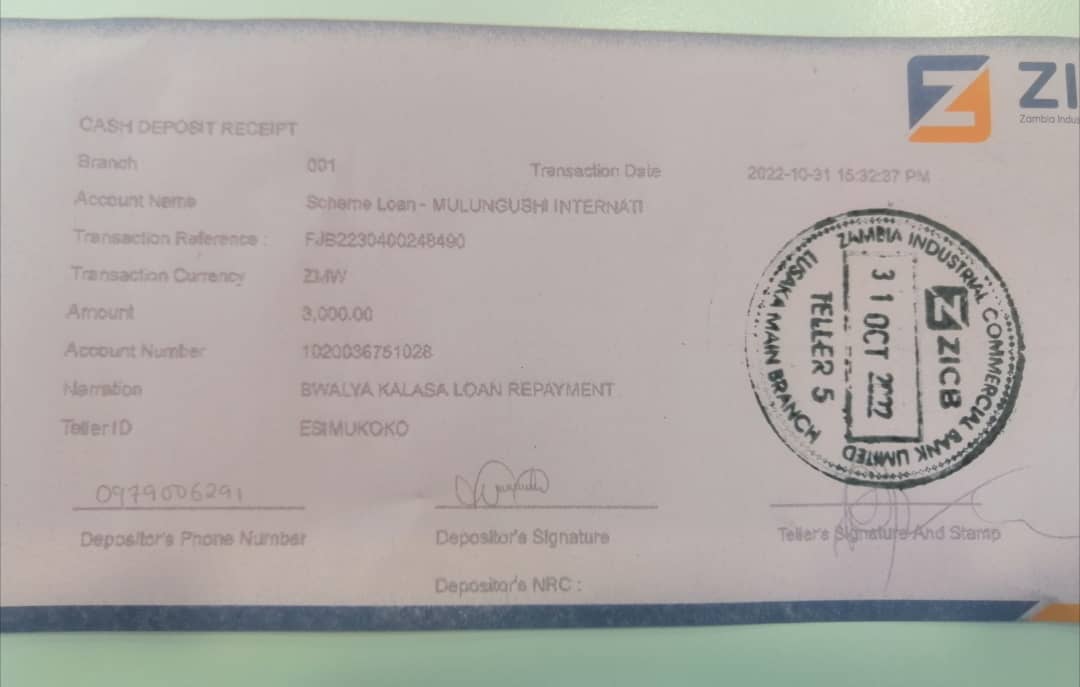 ZI
Zambia Indus
CASH DEPOSIT RECEIPT
Branch 001 Transaction Date 2022-10-31 15:32:37 PM
Account Name Scheme Loan - MULUNGUSHI INTERNATI
Transaction Reference : FJB2230400248490
Transaction Currency ZMW
Amount 3,000.00
Account Number 1020036751028
Narration BWALYA KALASA LOAN REPAYMENT
Teller ID ESIMUKOKO
ZAMBIA INDUSTRIAL COMMERCIAL BANK LIMITED
ZICB
31 OCT 2022
TELLER 5
LUSAKA MAIN BRANCH
0979006291
Depositor's Phone Number Depositor's Signature Teller's Signature And Stamp
Depositor's NRC :